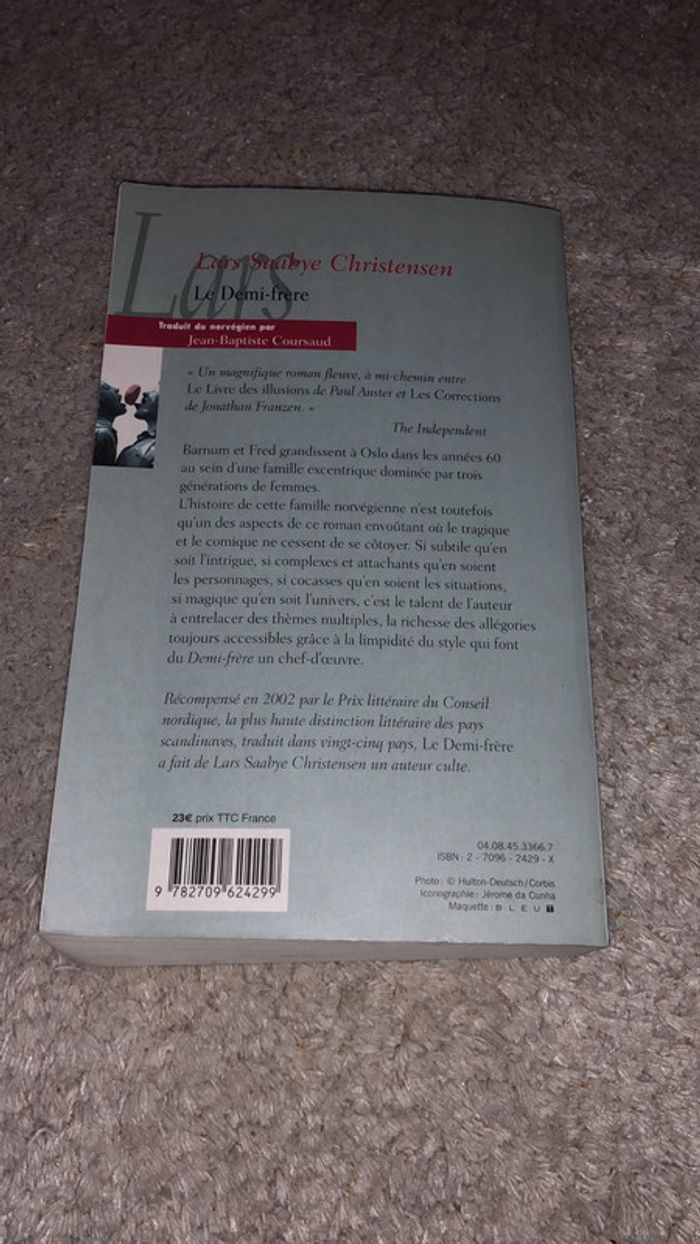 Lars
Lars Saabye Christensen
Le Demi-frère
Traduit du norvégien par
Jean-Baptiste Coursaud
« Un magnifique roman fleuve, à mi-chemin entre
Le Livre des illusions de Paul Auster et Les Corrections
de Jonathan Franzen. »
The Independent
Barnum et Fred grandissent à Oslo dans les années 60
au sein d'une famille excentrique dominée par trois
générations de femmes.
L'histoire de cette famille norvégienne n'est toutefois
qu'un des aspects de ce roman envoûtant où le tragique
et le comique ne cessent de se côtoyer. Si subtile qu'en
soit l'intrigue, si complexes et attachants qu'en soient
les personnages, si cocasses qu'en soient les situations,
si magique qu'en soit l'univers, c'est le talent de l'auteur
à entrelacer des thèmes multiples, la richesse des allégories
toujours accessibles grâce à la limpidité du style qui font
du Demi-frère un chef-d'œuvre.
Récompensé en 2002 par le Prix littéraire du Conseil
nordique, la plus haute distinction littéraire des pays
scandinaves, traduit dans vingt-cinq pays, Le Demi-frère
a fait de Lars Saabye Christensen un auteur culte.
23€ prix TTC France
9 782709 624299
04.08.45.3366.7
ISBN : 2 - 7096 - 2429 - X
Photo : © Hulton-Deutsch / Corbis
Iconographie : Jérome da Cunha
Maquette : BLEU T